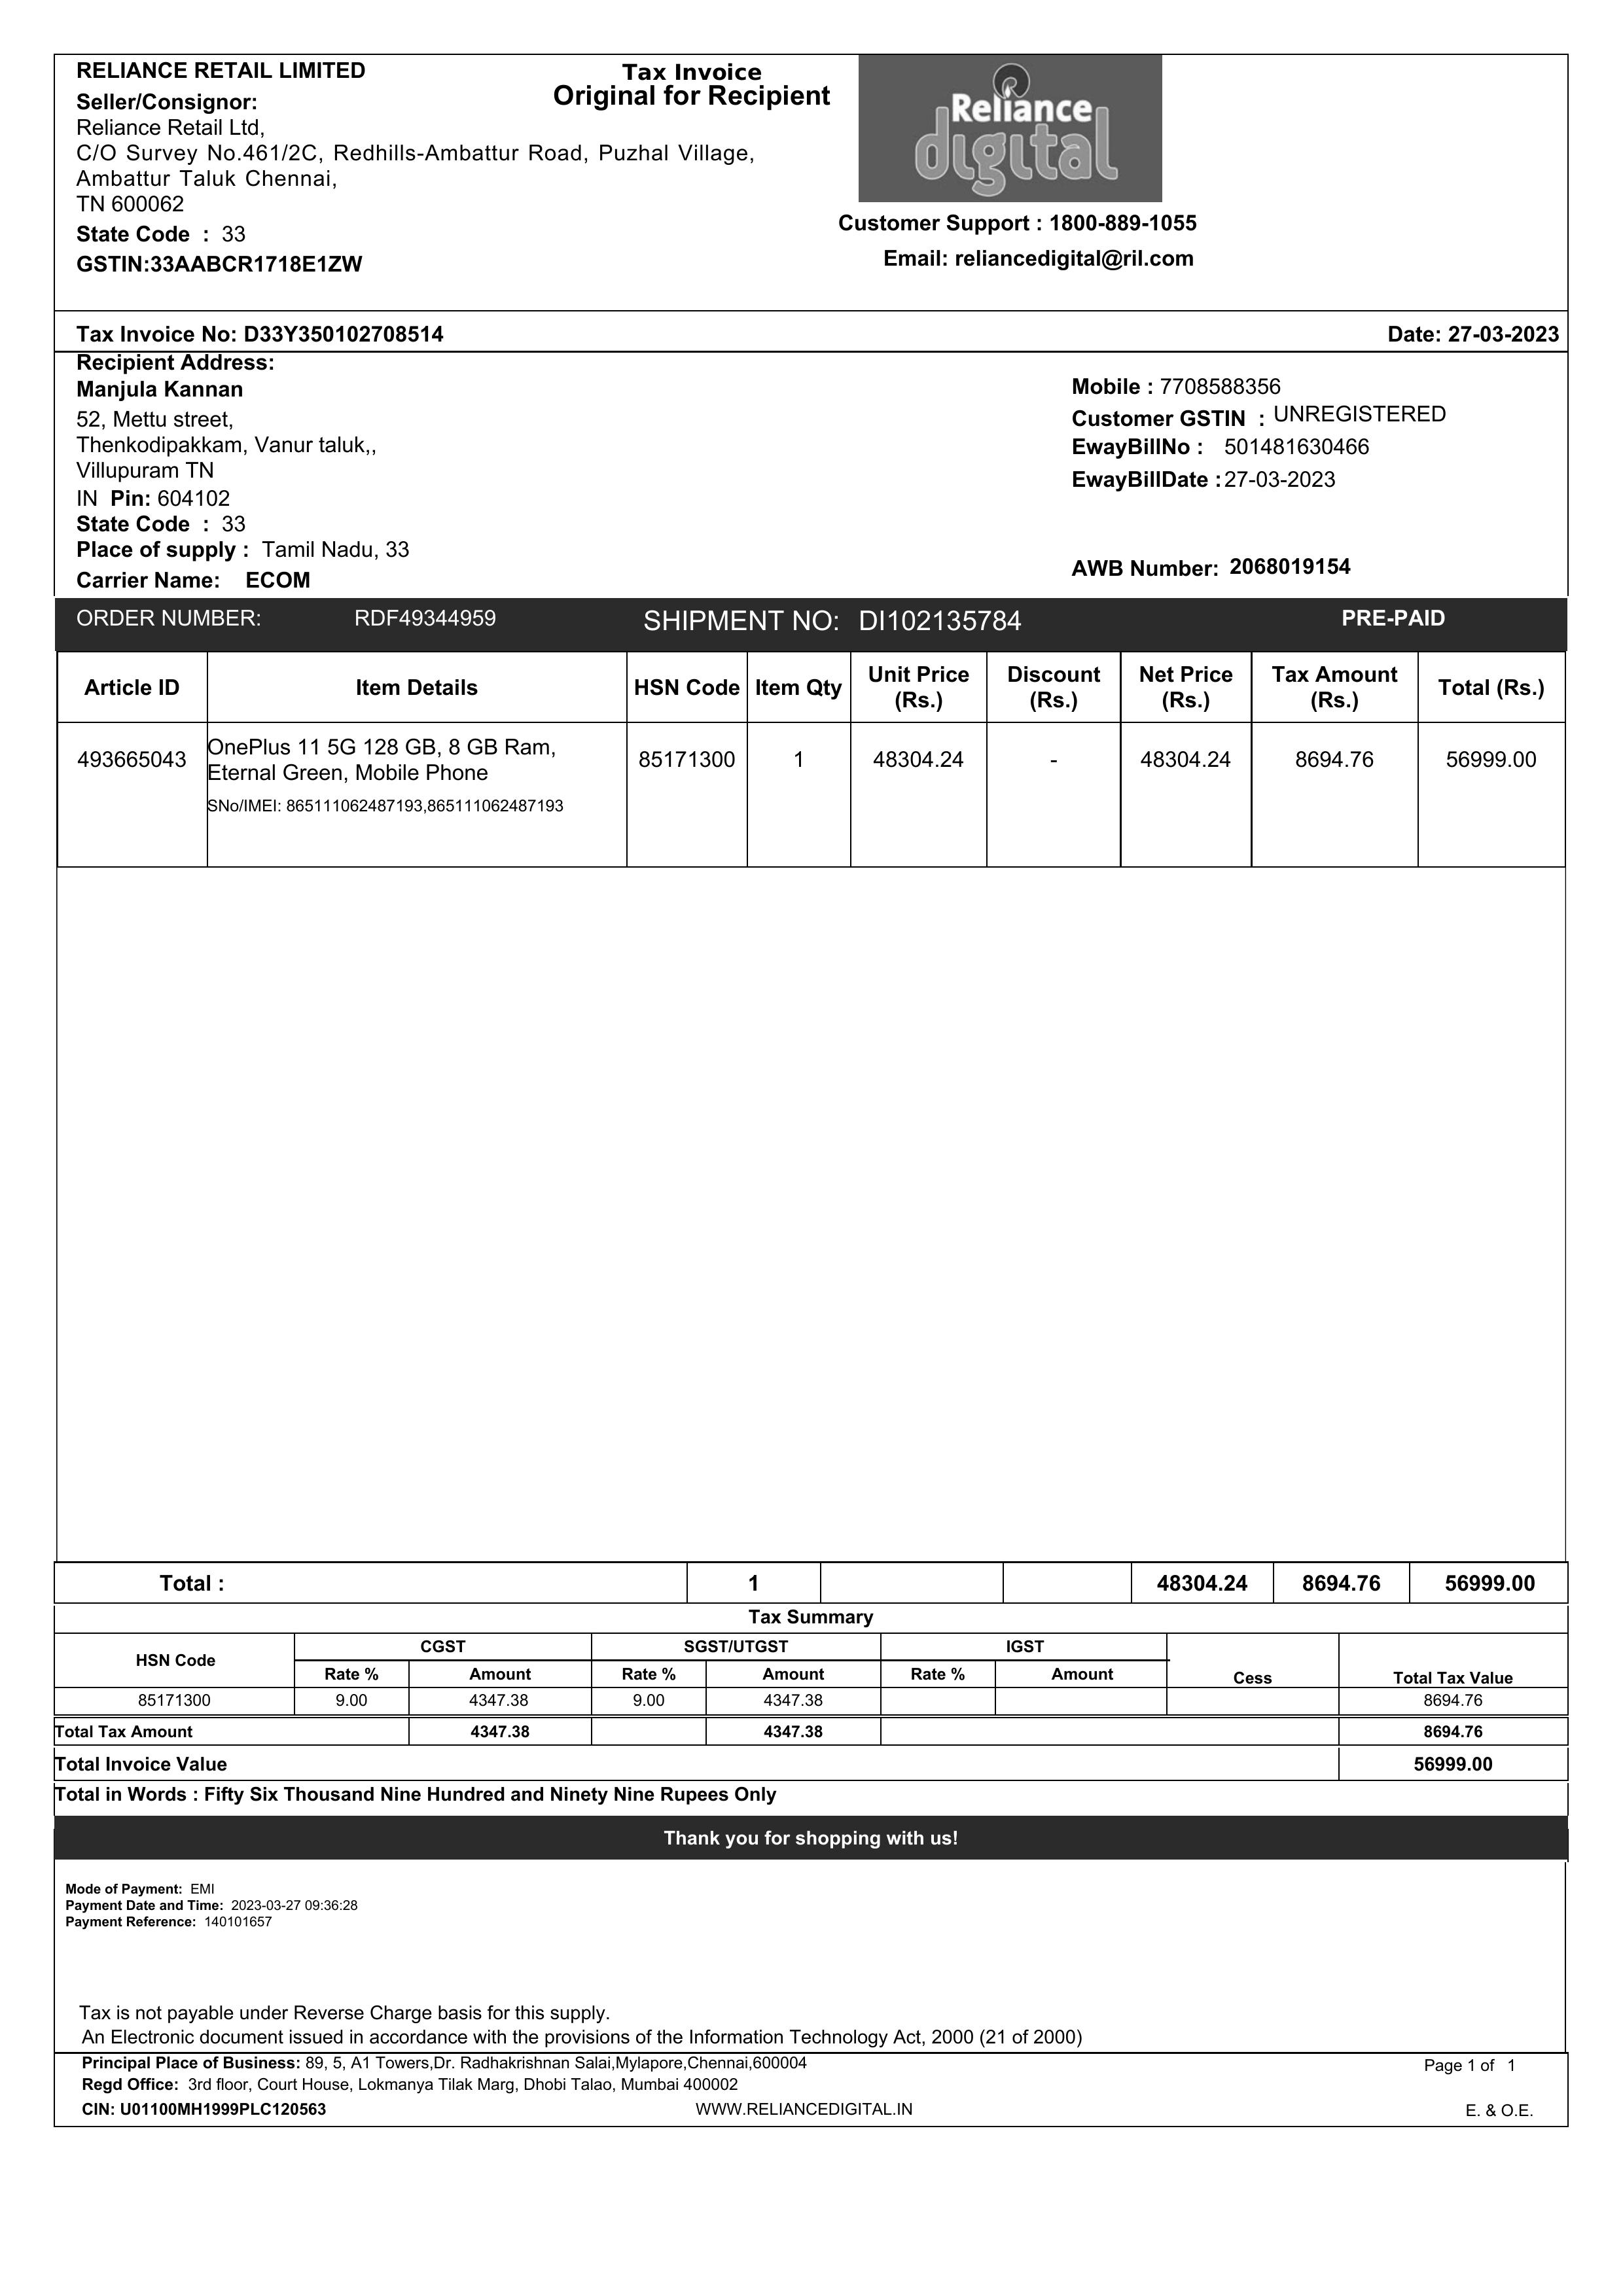 RELIANCE RETAIL LIMITED
Seller/Consignor:
Reliance Retail Ltd,
C/O Survey No.461/2C, Redhills-Ambattur Road, Puzhal Village,
Ambattur Taluk Chennai,
TN 600062
State Code : 33
GSTIN:33AABCR1718E1ZW
Tax Invoice
Original for Recipient
Reliance
digital
Customer Support : 1800-889-1055
Email: reliancedigital@ril.com
Tax Invoice No: D33Y350102708514 Date: 27-03-2023
Recipient Address:
Manjula Kannan
52, Mettu street,
Thenkodipakkam, Vanur taluk,,
Villupuram TN
IN Pin: 604102
State Code : 33
Place of supply : Tamil Nadu, 33
Carrier Name: ECOM
Mobile : 7708588356
Customer GSTIN : UNREGISTERED
EwayBillNo : 501481630466
EwayBillDate : 27-03-2023
AWB Number: 2068019154
ORDER NUMBER: RDF49344959 SHIPMENT NO: DI102135784 PRE-PAID
Article ID Item Details HSN Code Item Qty Unit Price (Rs.) Discount (Rs.) Net Price (Rs.) Tax Amount (Rs.) Total (Rs.)
493665043 OnePlus 11 5G 128 GB, 8 GB Ram, 85171300 1 48304.24 - 48304.24 8694.76 56999.00
Eternal Green, Mobile Phone
SNo/IMEI: 865111062487193,865111062487193
Total : 1 48304.24 8694.76 56999.00
Tax Summary
HSN Code CGST SGST/UTGST IGST Cess Total Tax Value
Rate % Amount Rate % Amount Rate % Amount
85171300 9.00 4347.38 9.00 4347.38 8694.76
Total Tax Amount 4347.38 4347.38 8694.76
Total Invoice Value 56999.00
Total in Words : Fifty Six Thousand Nine Hundred and Ninety Nine Rupees Only
Thank you for shopping with us!
Mode of Payment: EMI
Payment Date and Time: 2023-03-27 09:36:28
Payment Reference: 140101657
Tax is not payable under Reverse Charge basis for this supply.
An Electronic document issued in accordance with the provisions of the Information Technology Act, 2000 (21 of 2000)
Principal Place of Business: 89, 5, A1 Towers,Dr. Radhakrishnan Salai,Mylapore,Chennai,600004 Page 1 of 1
Regd Office: 3rd floor, Court House, Lokmanya Tilak Marg, Dhobi Talao, Mumbai 400002
CIN: U01100MH1999PLC120563 WWW.RELIANCEDIGITAL.IN E. & O.E.